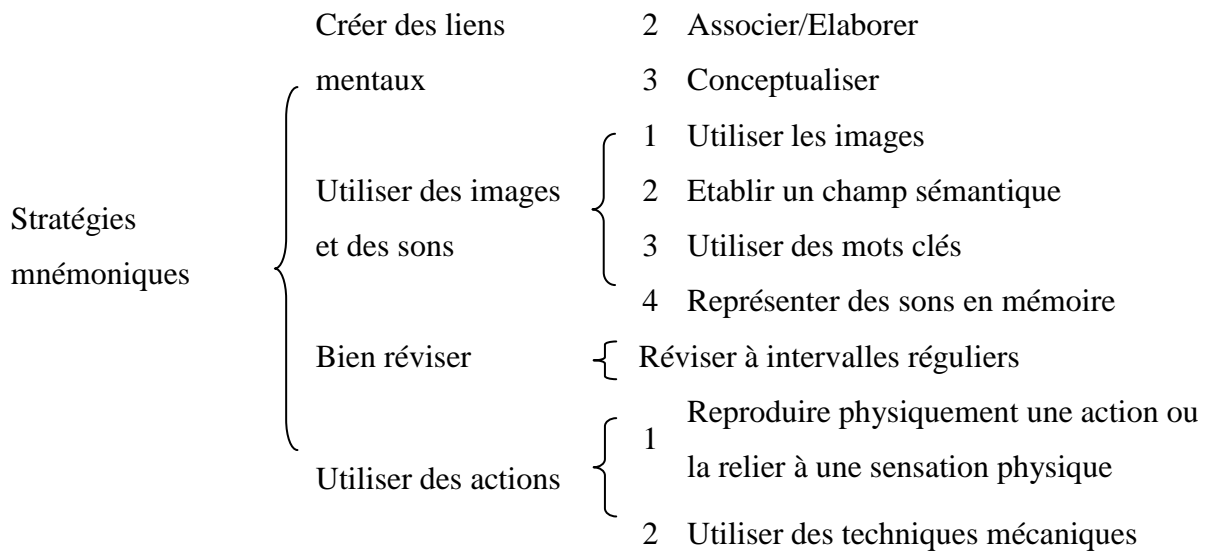 Stratégies
mnémoniques
Créer des liens
mentaux
2 Associer/Elaborer
3 Conceptualiser
Utiliser des images
et des sons
1 Utiliser les images
2 Etablir un champ sémantique
3 Utiliser des mots clés
4 Représenter des sons en mémoire
Bien réviser
Réviser à intervalles réguliers
Utiliser des actions
1 Reproduire physiquement une action ou
la relier à une sensation physique
2 Utiliser des techniques mécaniques